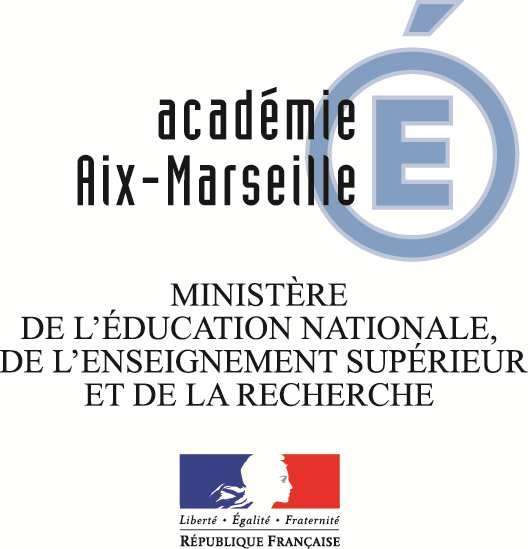 académie
Aix-Marseille
É
MINISTÈRE
DE L'ÉDUCATION NATIONALE,
DE L'ENSEIGNEMENT SUPÉRIEUR
ET DE LA RECHERCHE
Liberté • Égalité • Fraternité
RÉPUBLIQUE FRANÇAISE